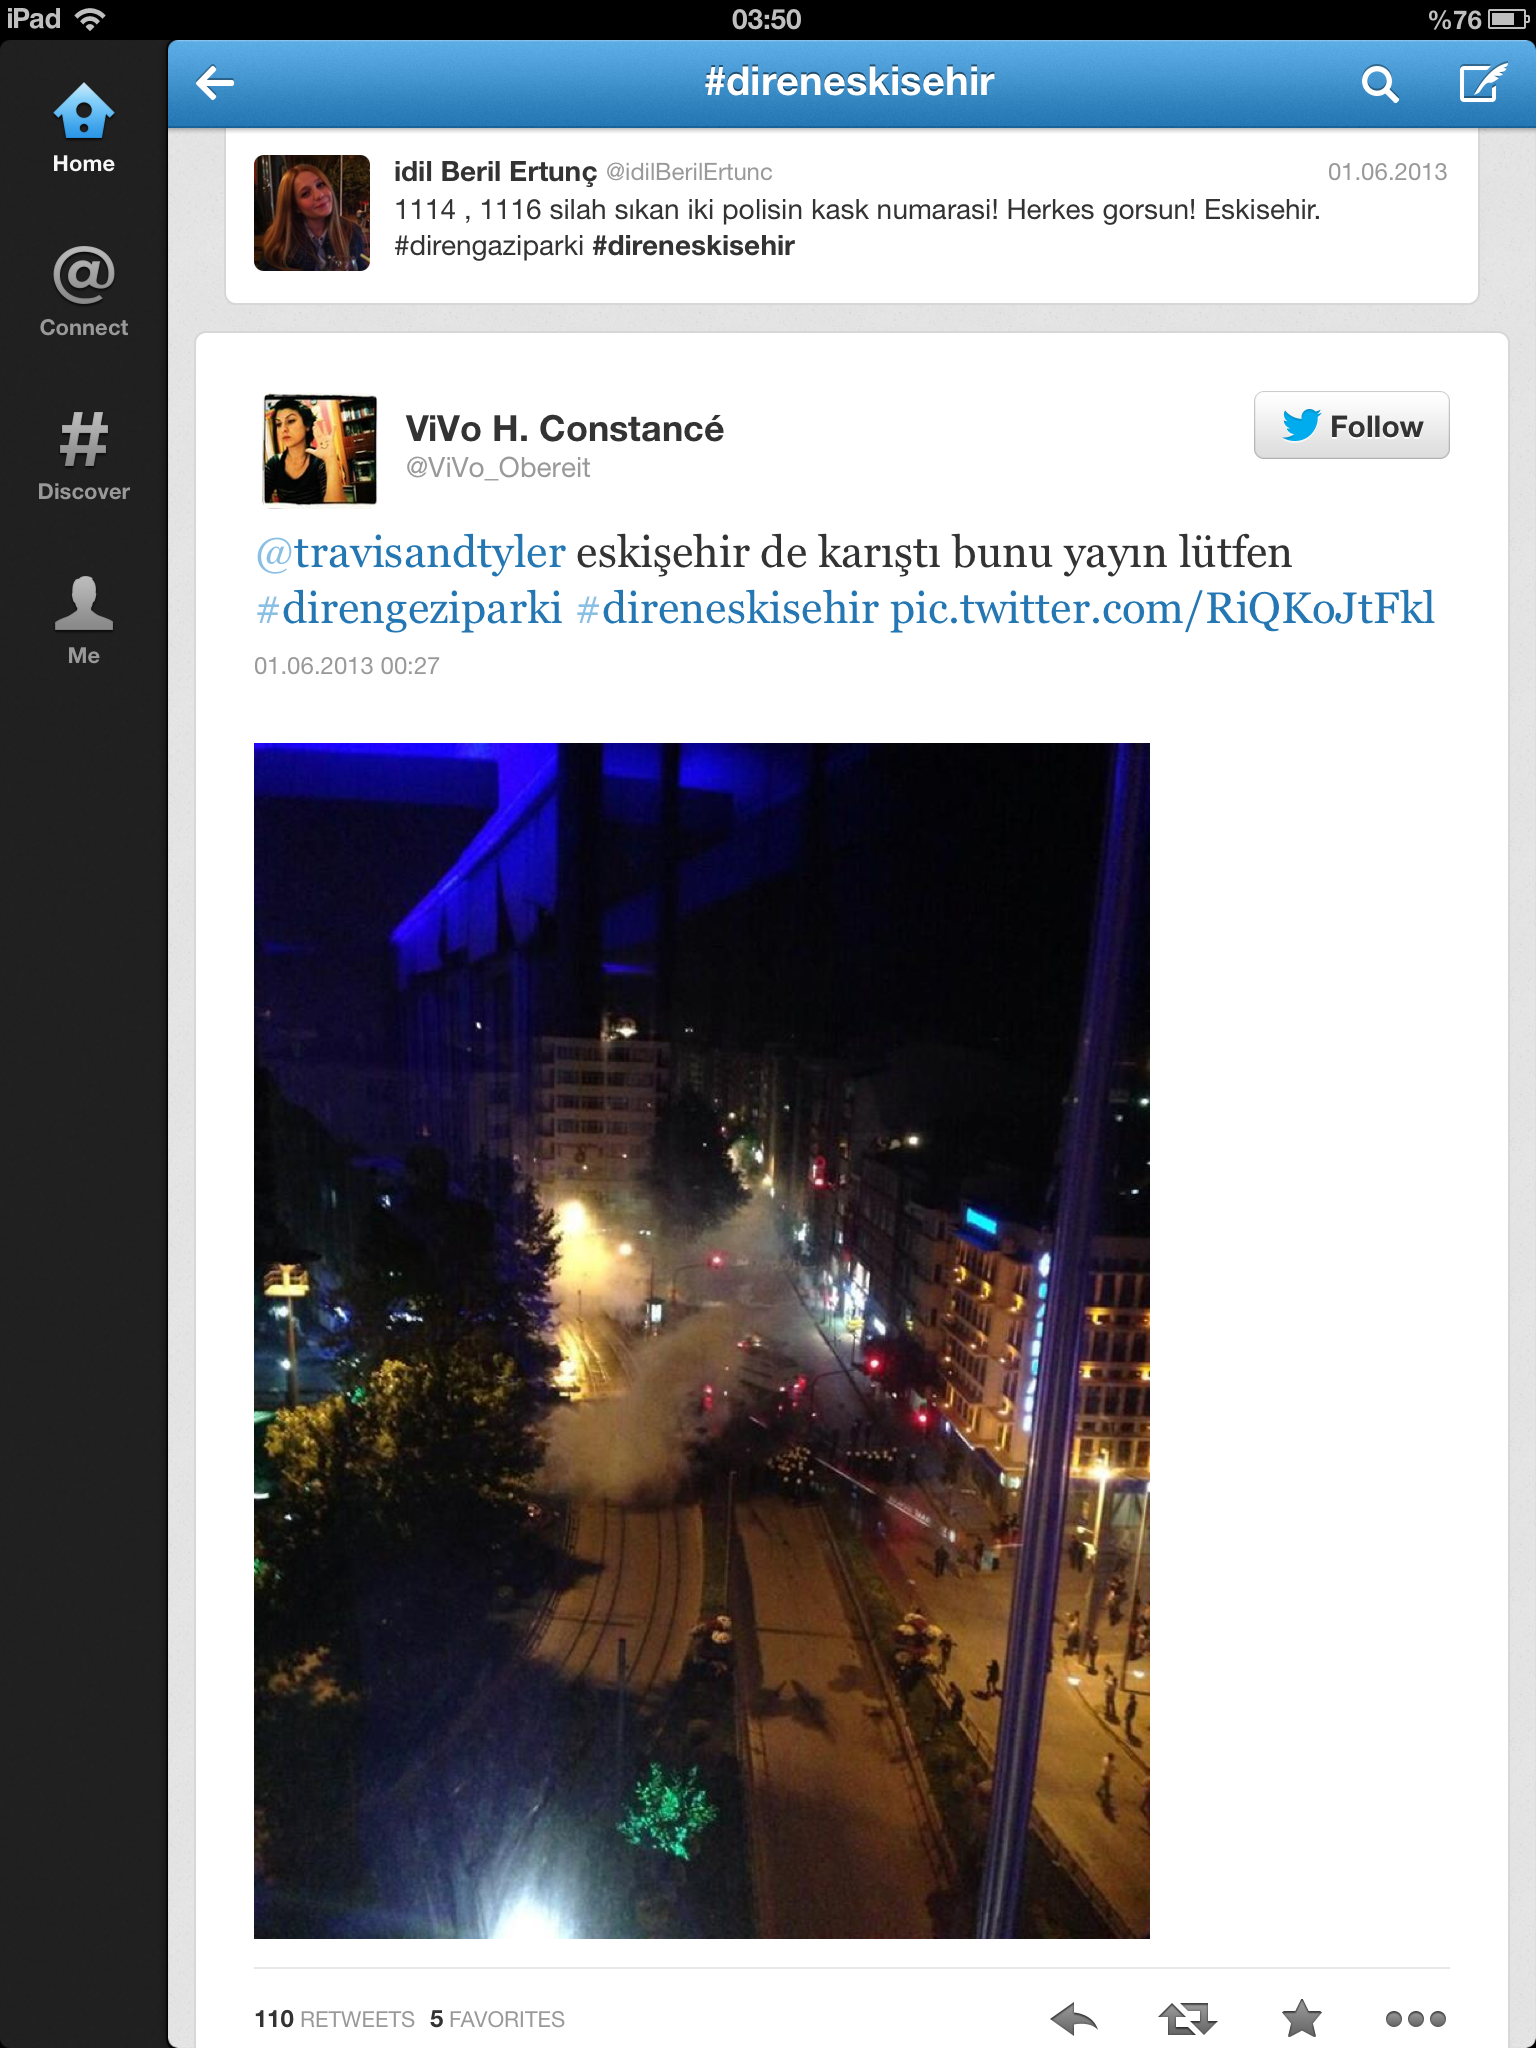 iPad
03:50
%76
#direneskisehir
Home
Connect
Discover
Me
idil Beril Ertunç @idilBerilErtunc
01.06.2013
1114 , 1116 silah sıkan iki polisin kask numarasi! Herkes gorsun! Eskisehir.
#direngaziparki #direneskisehir
ViVo H. Constancé
@ViVo_Obereit
Follow
@travisandtyler eskişehir de karıştı bunu yayın lütfen
#direngeziparki #direneskisehir pic.twitter.com/RiQKoJtFkl
01.06.2013 00:27
110 RETWEETS 5 FAVORITES